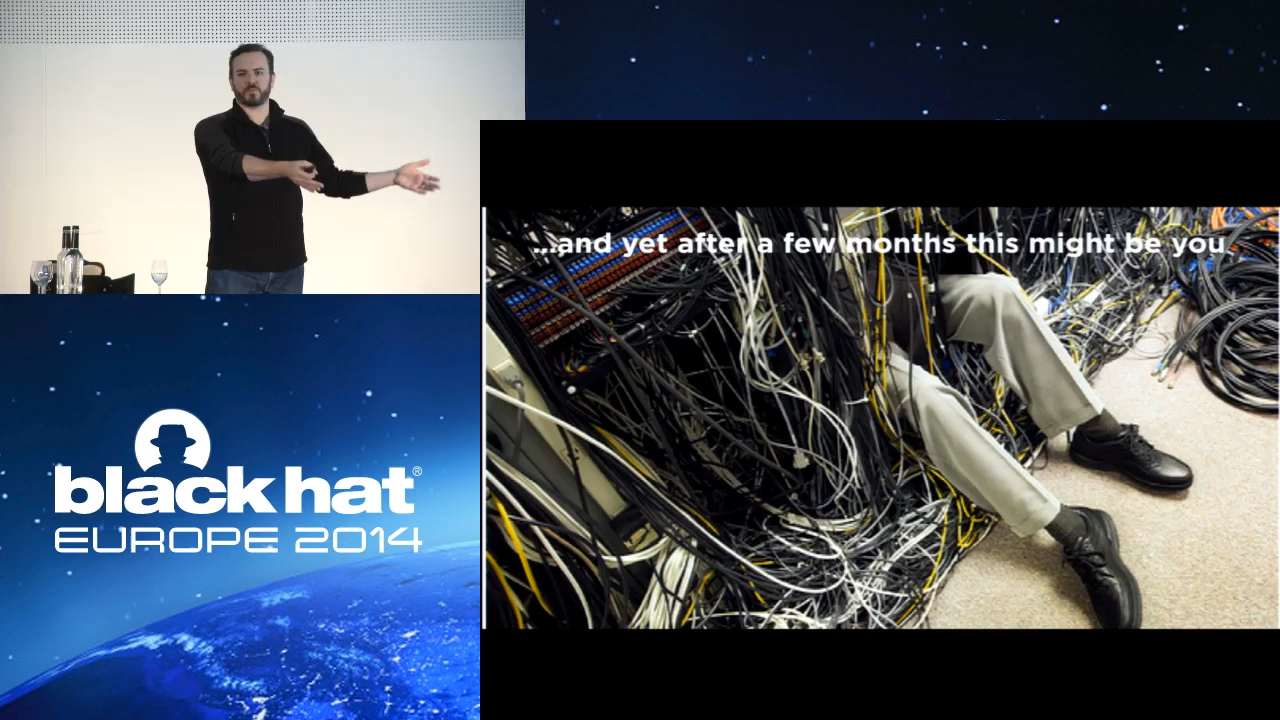 ...and yet after a few months this might be you
black hat®
EUROPE 2014